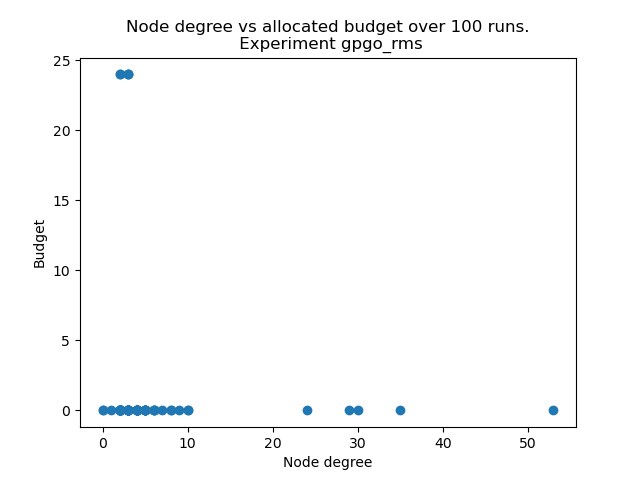 Node degree vs allocated budget over 100 runs.
Experiment gpgo_rms
25
20
15
10
5
0
Budget
0 10 20 30 40 50
Node degree